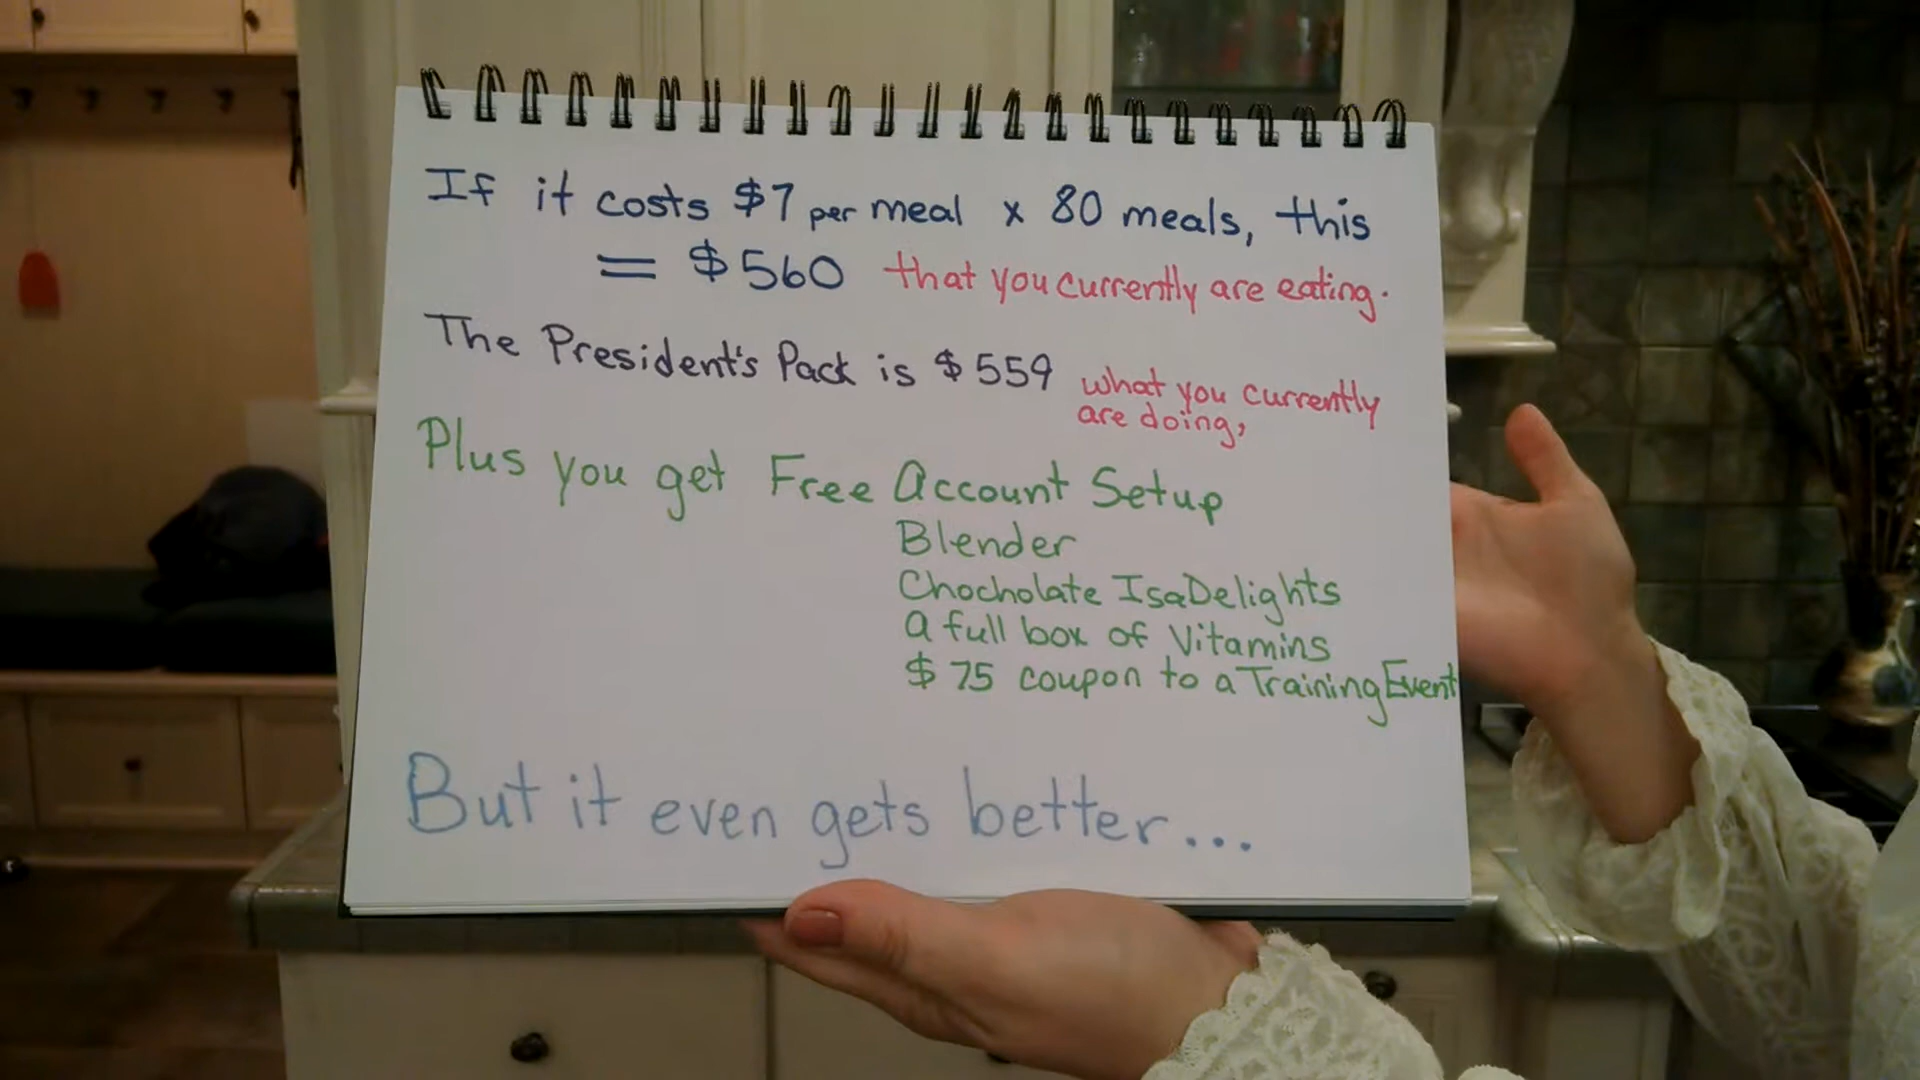 If it costs $7 per meal x 80 meals, this
= $560 that you currently are eating.
The President's Pack is $559 what you currently
are doing,
Plus you get Free Account Setup
Blender
Chocholate IsaDelights
A full box of Vitamins
$75 coupon to a Training Event
But it even gets better...